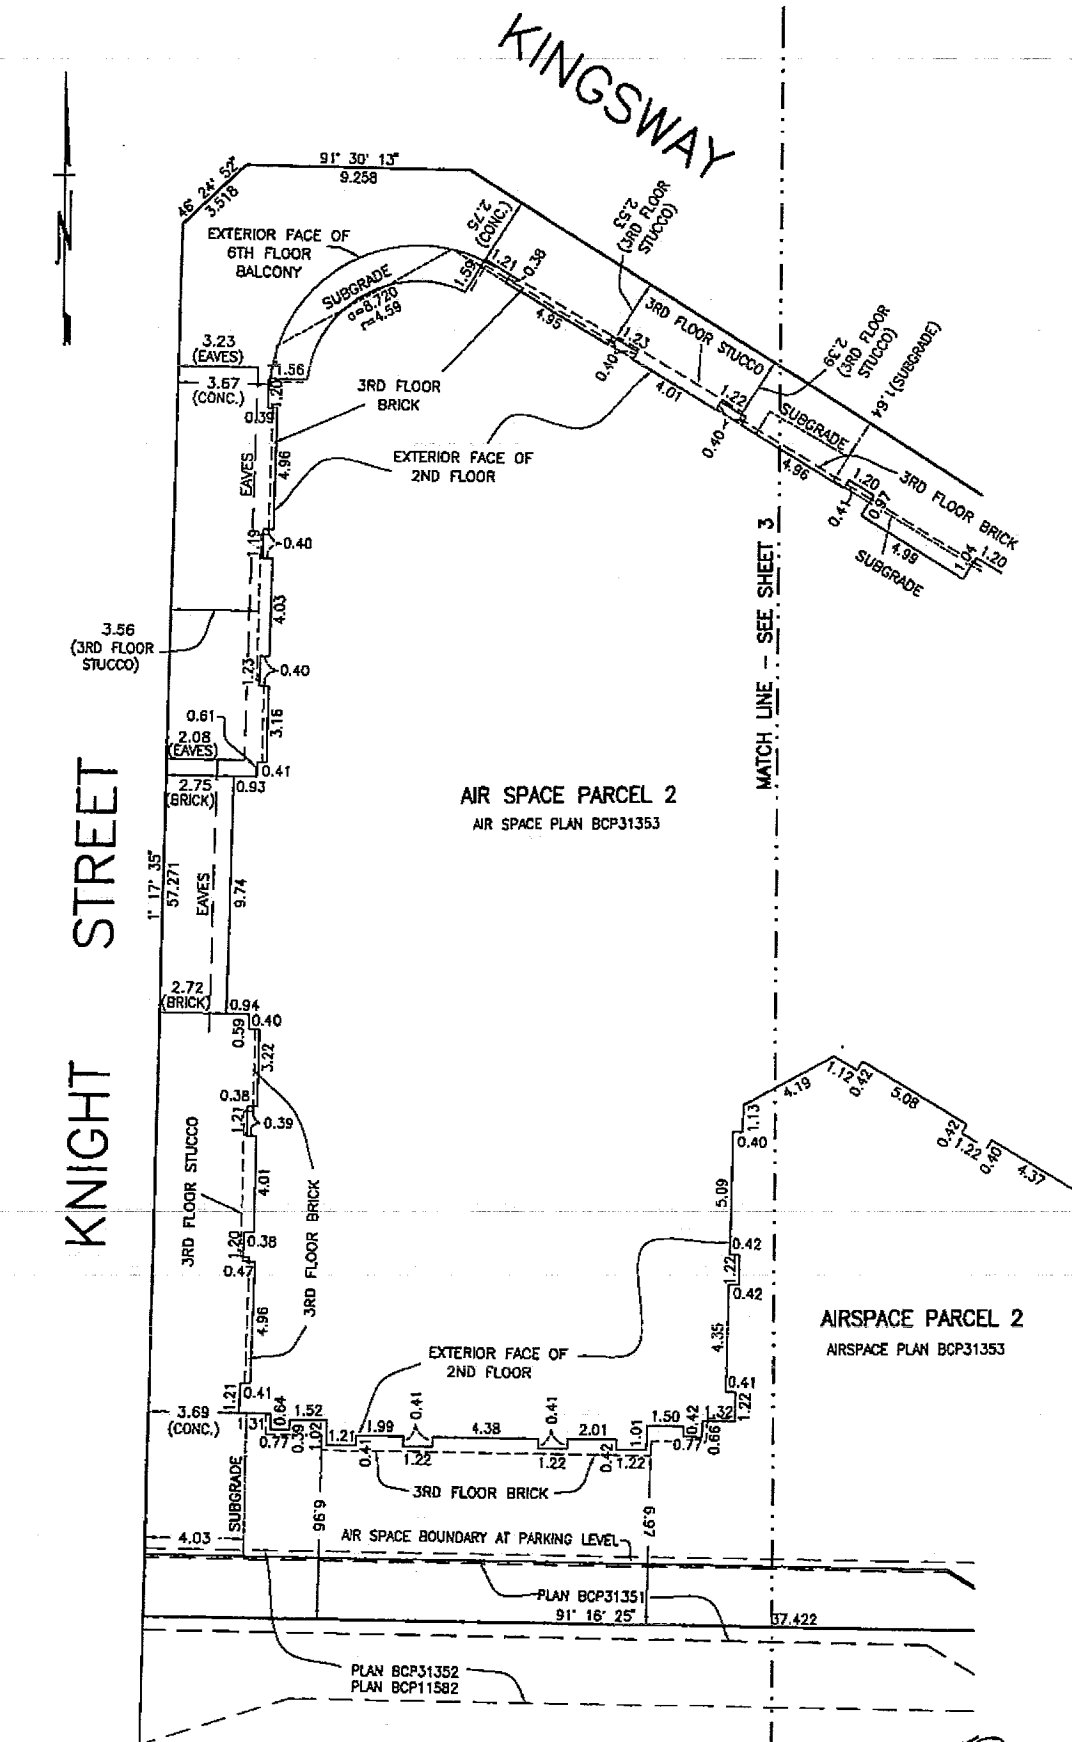 KINGSWAY
91° 30' 13"
9.258
46° 24' 52"
3.518
EXTERIOR FACE OF
6TH FLOOR
BALCONY
SUBGRADE
a=8.720
r=4.59
2.75
(CONC.)
1.59
1.21
0.38
4.95
2.53
(3RD FLOOR
STUCCO)
3RD FLOOR STUCCO
1.23
0.40
4.01
2.39
(3RD FLOOR
STUCCO)
1.22
0.40
SUBGRADE
1.64
(SUBGRADE)
4.96
3RD FLOOR BRICK
1.20
0.41
0.97
4.99
SUBGRADE
1.04
1.20
3.23
(EAVES)
3.67
(CONC.)
1.56
1.20
0.39
3RD FLOOR
BRICK
EXTERIOR FACE OF
2ND FLOOR
EAVES
4.96
1.19
0.40
4.03
3.56
(3RD FLOOR
STUCCO)
1.23
0.40
3.16
0.61
2.08
(EAVES)
0.41
2.75
(BRICK)
0.93
AIR SPACE PARCEL 2
AIR SPACE PLAN BCP31353
MATCH LINE - SEE SHEET 3
KNIGHT STREET
1° 17' 35"
57.271
EAVES
9.74
2.72
(BRICK)
0.94
0.59
0.40
3.22
0.38
1.21
0.39
3RD FLOOR STUCCO
4.01
3RD FLOOR BRICK
1.20
0.38
0.47
4.96
1.21
0.41
3.69
(CONC.)
1.31
0.64
0.77
0.39
1.52
1.02
1.21
1.99
0.41
0.41
1.22
4.38
0.41
1.22
2.01
0.42
1.22
1.01
1.50
0.42
0.77
0.66
1.32
1.22
0.41
4.35
0.42
1.22
0.42
5.09
0.40
1.13
4.19
1.12
0.42
5.08
0.42
1.22
0.40
4.37
EXTERIOR FACE OF
2ND FLOOR
AIRSPACE PARCEL 2
AIRSPACE PLAN BCP31353
3RD FLOOR BRICK
SUBGRADE
6.96
6.97
4.03
AIR SPACE BOUNDARY AT PARKING LEVEL
PLAN BCP31351
91° 16' 25"
37.422
PLAN BCP31352
PLAN BCP11582